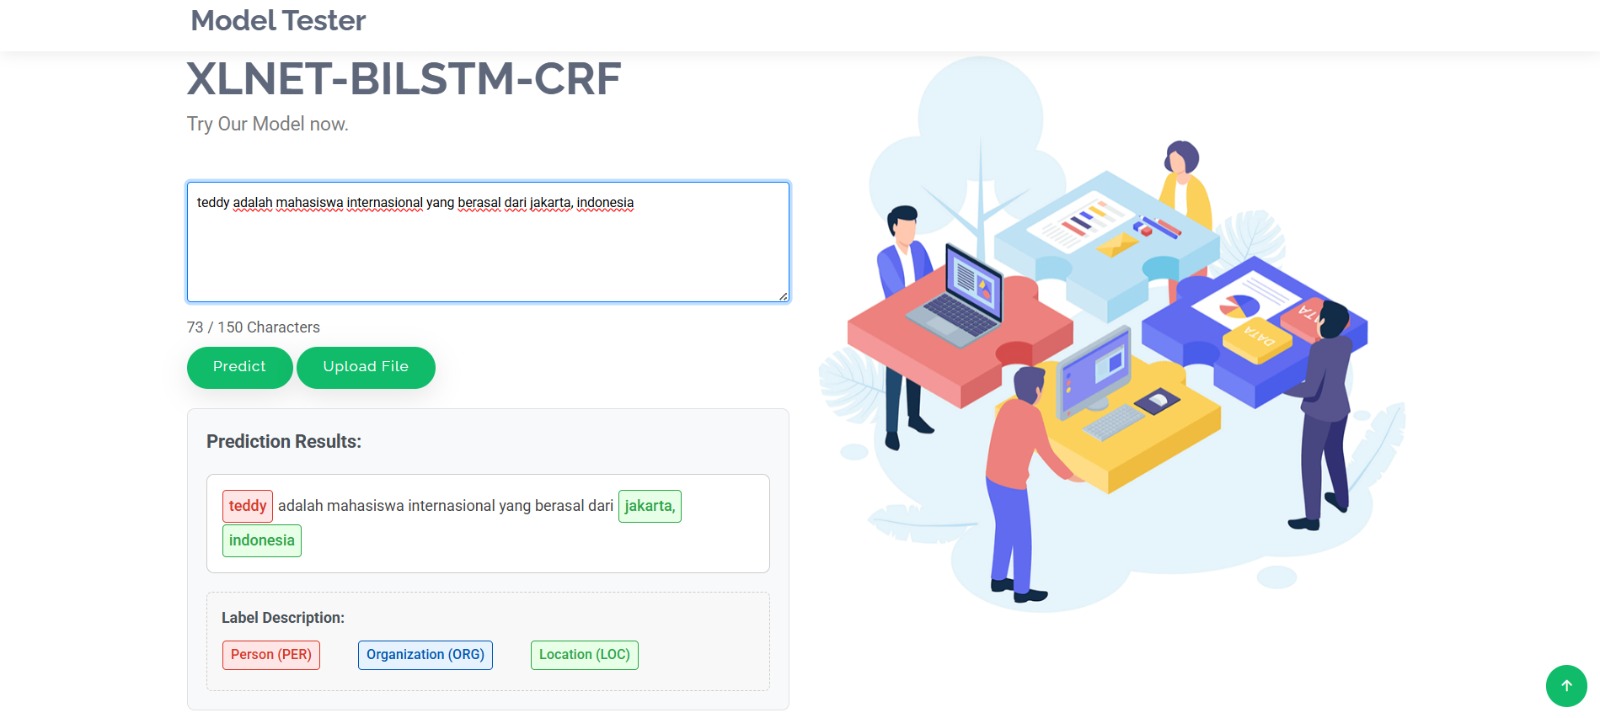 Model Tester
XLNET-BILSTM-CRF
Try Our Model now.
teddy adalah mahasiswa internasional yang berasal dari jakarta, indonesia
73 / 150 Characters
Predict Upload File
Prediction Results:
teddy adalah mahasiswa internasional yang berasal dari jakarta,
indonesia
Label Description:
Person (PER) Organization (ORG) Location (LOC)
DATA
DATA